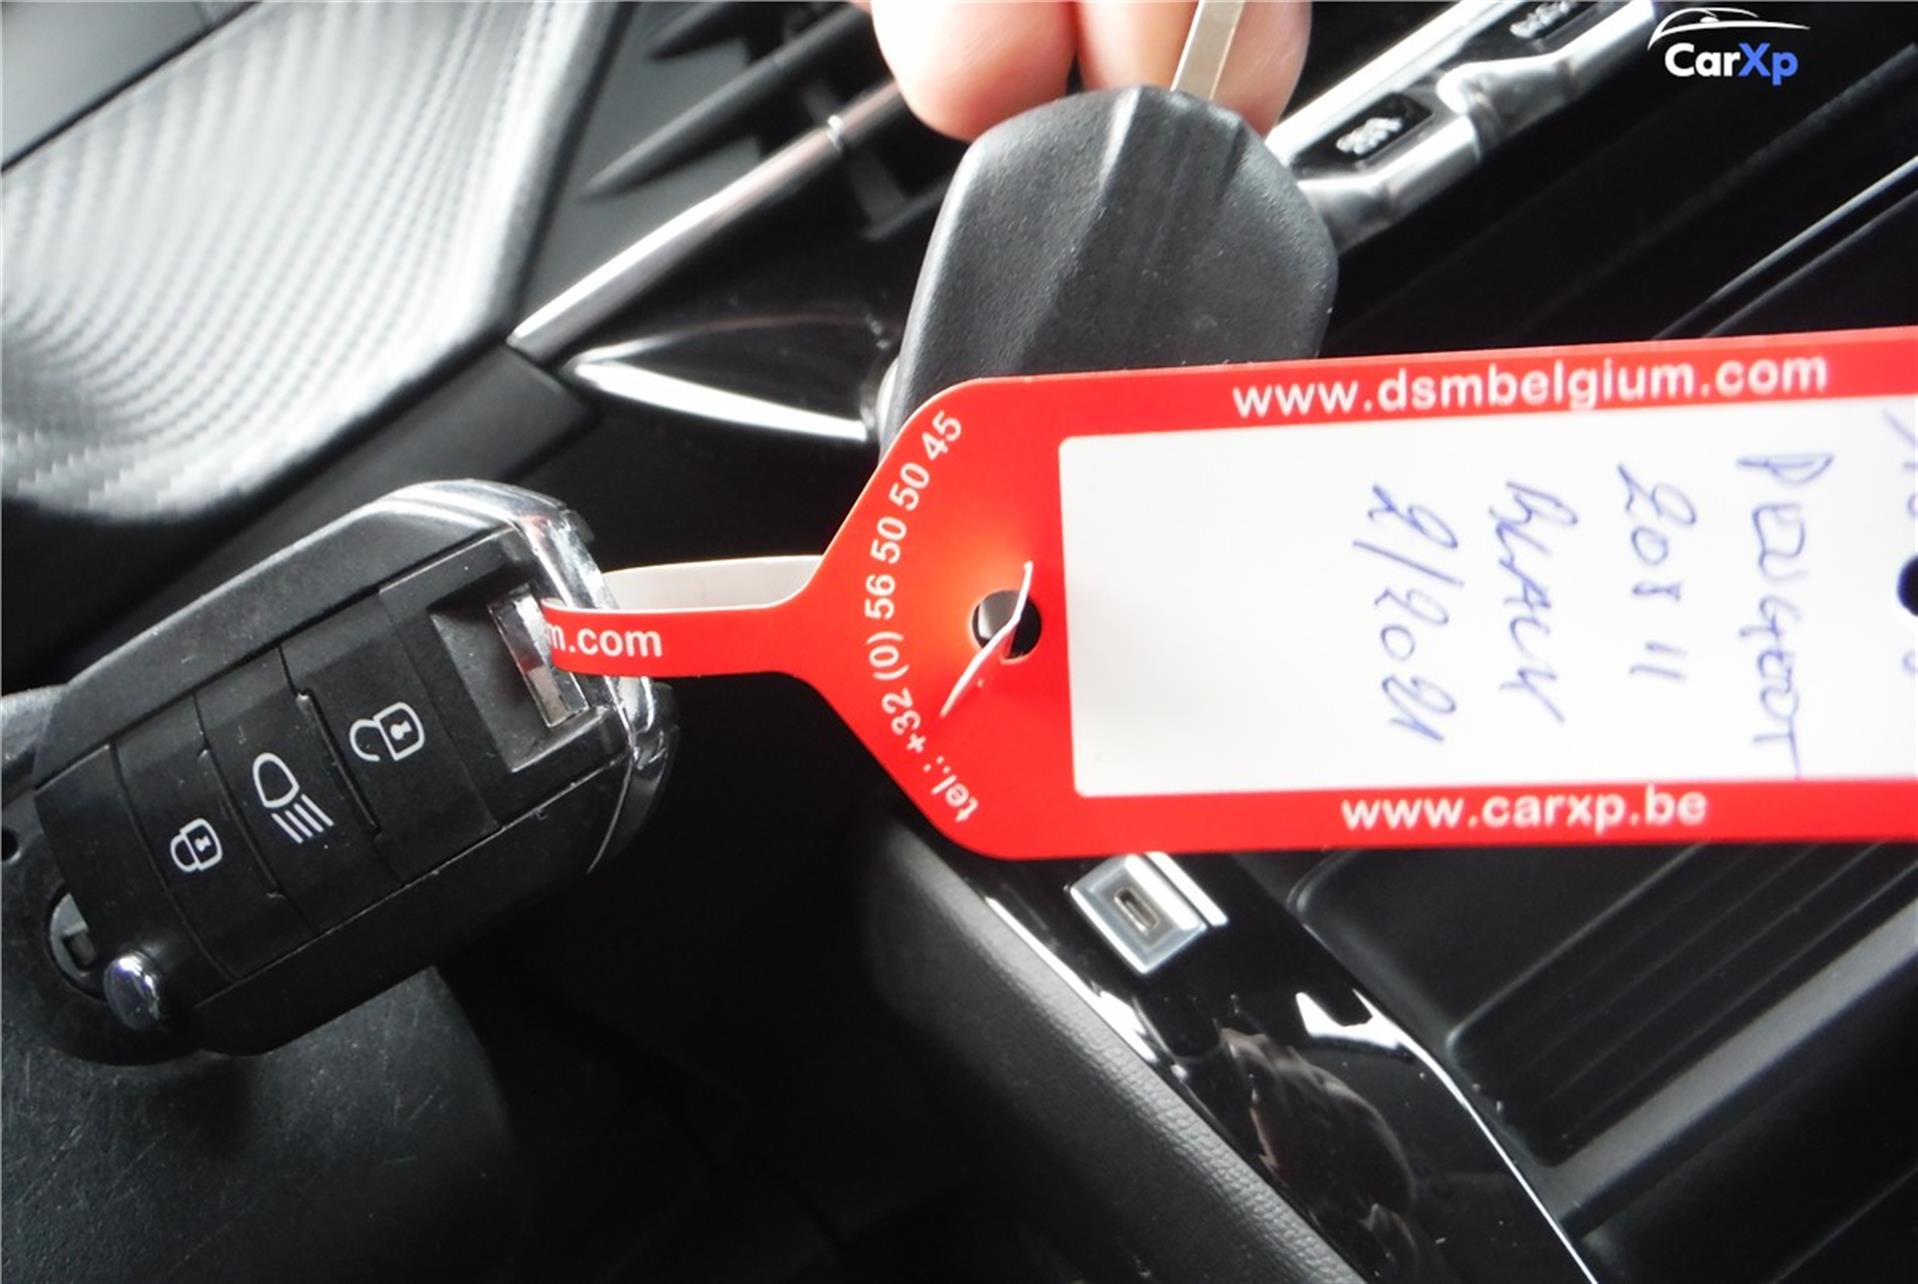 CarXp
www.dsmbelgium.com
tel.: +32 (0) 56 50 50 45
m.com
PEUGEOT
208 II
BLACK
2/2021
www.carxp.be